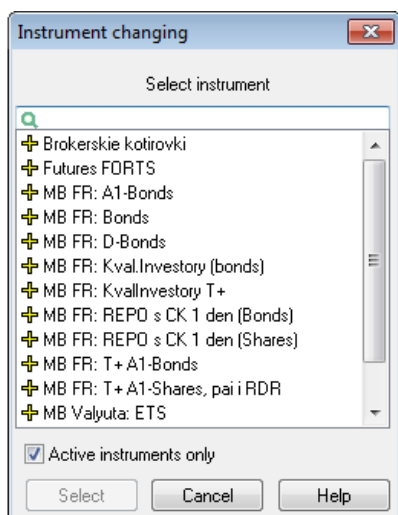 Instrument changing
Select instrument
Brokerskie kotirovki
Futures FORTS
MB FR: A1-Bonds
MB FR: Bonds
MB FR: D-Bonds
MB FR: Kval.Investory (bonds)
MB FR: KvalInvestory T+
MB FR: REPO s CK 1 den (Bonds)
MB FR: REPO s CK 1 den (Shares)
MB FR: T+ A1-Bonds
MB FR: T+ A1-Shares, pai i RDR
MB Valyuta: ETS
Active instruments only
Select Cancel Help